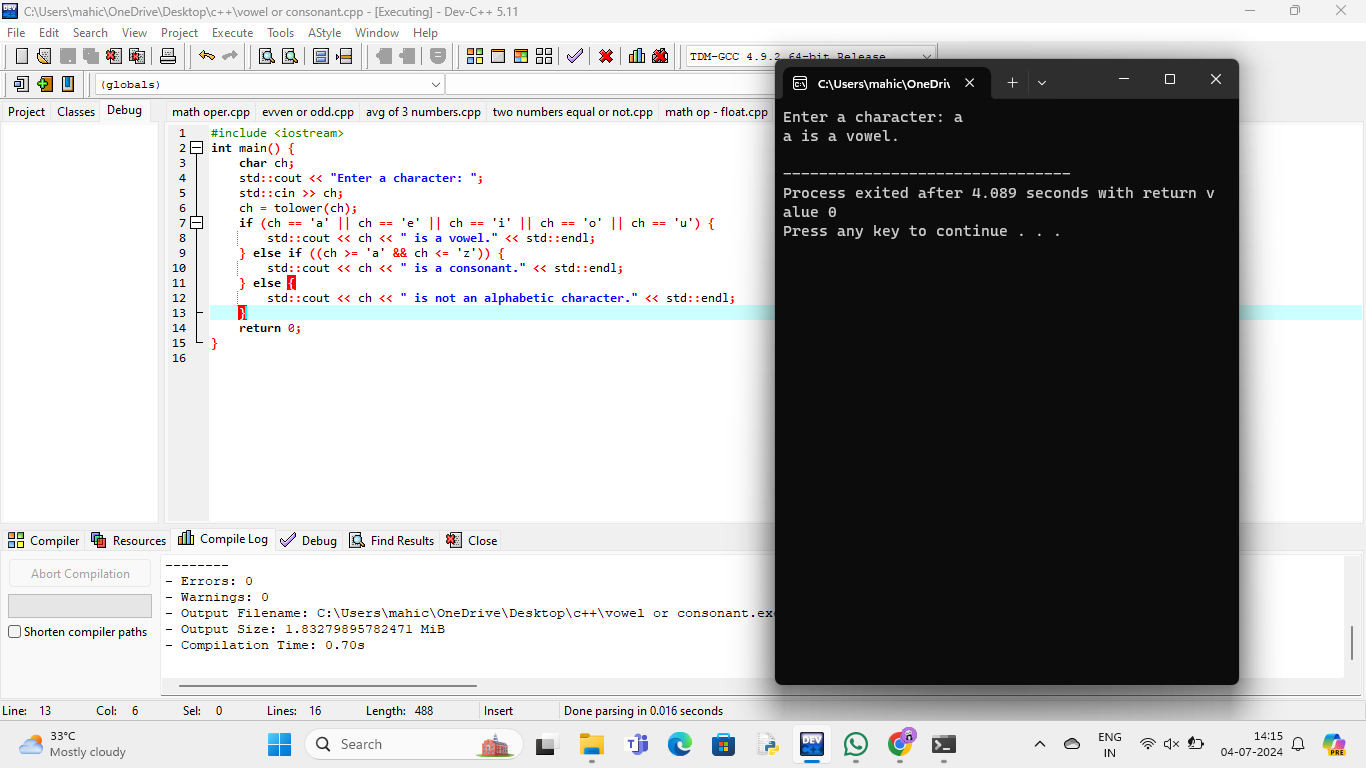 C:\Users\mahic\OneDrive\Desktop\c++\vowel or consonant.cpp - [Executing] - Dev-C++ 5.11
File Edit Search View Project Execute Tools AStyle Window Help
TDM-GCC 4.9.2 64-bit Release
(globals)
Project Classes Debug
math oper.cpp evven or odd.cpp avg of 3 numbers.cpp two numbers equal or not.cpp math op - float.cpp
1 #include <iostream>
2 int main() {
3 char ch;
4 std::cout << "Enter a character: ";
5 std::cin >> ch;
6 ch = tolower(ch);
7 if (ch == 'a' || ch == 'e' || ch == 'i' || ch == 'o' || ch == 'u') {
8 std::cout << ch << " is a vowel." << std::endl;
9 } else if ((ch >= 'a' && ch <= 'z')) {
10 std::cout << ch << " is a consonant." << std::endl;
11 } else {
12 std::cout << ch << " is not an alphabetic character." << std::endl;
13 }
14 return 0;
15 }
16
C:\Users\mahic\OneDri
Enter a character: a
a is a vowel.
--------------------------------
Process exited after 4.089 seconds with return v
alue 0
Press any key to continue . . .
Compiler Resources Compile Log Debug Find Results Close
Abort Compilation
Shorten compiler paths
--------
- Errors: 0
- Warnings: 0
- Output Filename: C:\Users\mahic\OneDrive\Desktop\c++\vowel or consonant.ex
- Output Size: 1.83279895782471 MiB
- Compilation Time: 0.70s
Line: 13 Col: 6 Sel: 0 Lines: 16 Length: 488 Insert Done parsing in 0.016 seconds
33°C
Mostly cloudy
Search
DEV
ENG
IN
14:15
04-07-2024
PRE